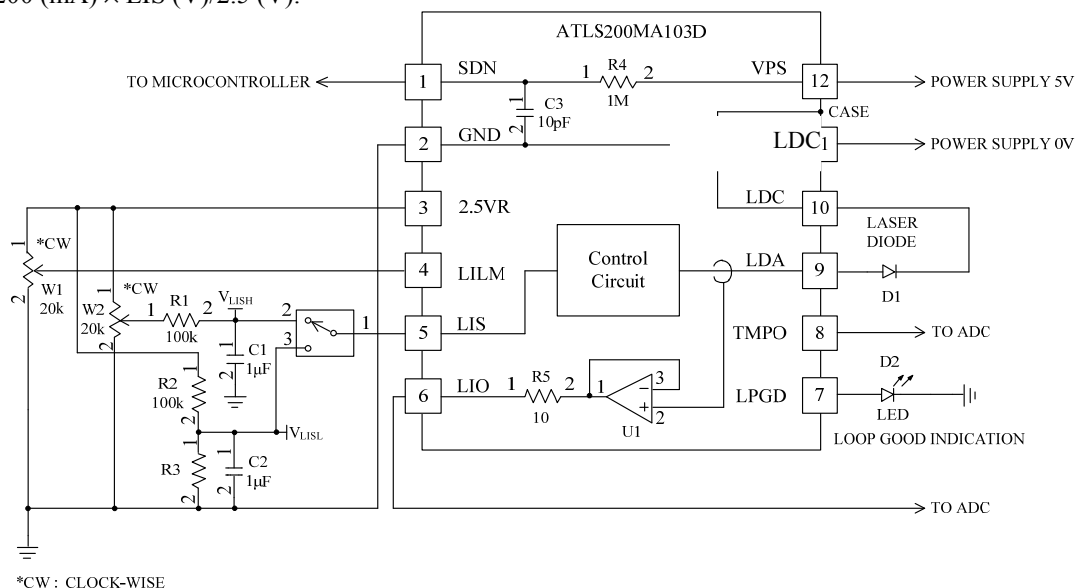 200 (mA) × LIS (V)/2.5 (V).
ATLS200MA103D
TO MICROCONTROLLER
1
SDN
1
R4
2
1M
VPS
12
POWER SUPPLY 5V
1
C3
10pF
2
CASE
2
GND
LDC1
POWER SUPPLY 0V
3
2.5VR
LDC
10
LASER
DIODE
1
*CW
W1
20k
2
4
LILM
Control
Circuit
LDA
9
D1
1
*CW
W2
20k
2
1
R1
2
100k
VLISH
2
3
1
5
LIS
TMPO
8
TO ADC
1
C1
1µF
2
1
R2
100k
2
6
LIO
1
R5
2
10
1
−
3
+
2
U1
LPGD
7
D2
LED
LOOP GOOD INDICATION
VLISL
1
R3
2
1
C2
1µF
2
TO ADC
*CW : CLOCK-WISE